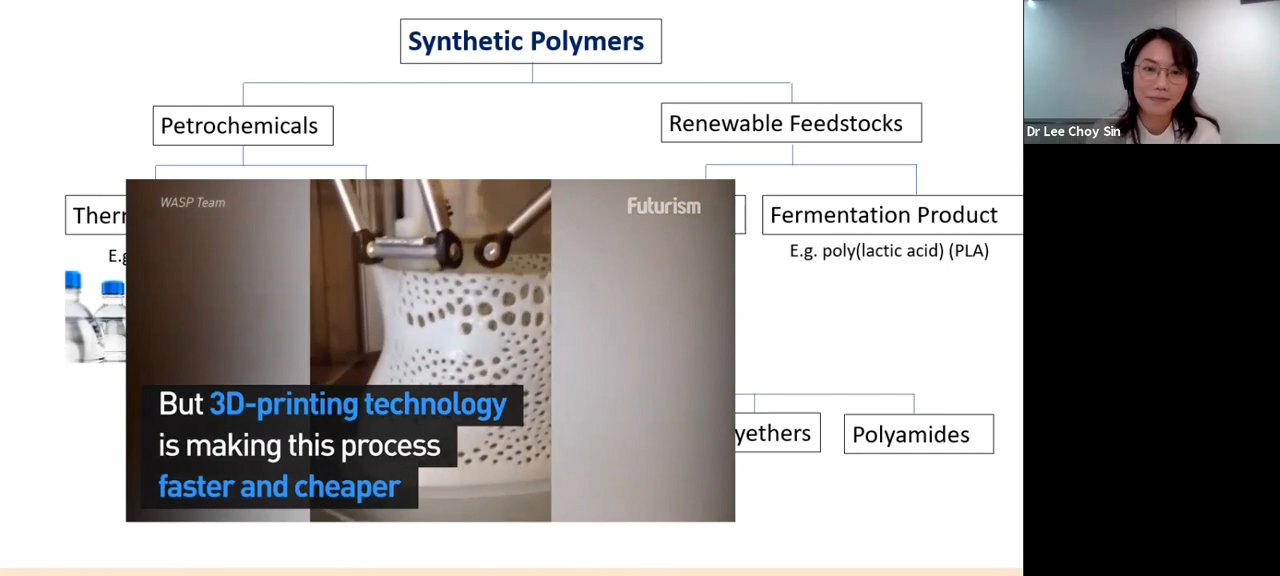 Synthetic Polymers
Petrochemicals
Renewable Feedstocks
Fermentation Product
E.g. poly(lactic acid) (PLA)
WASP Team
Futurism
But 3D-printing technology
is making this process
faster and cheaper
Polyamides
Dr Lee Choy Sin